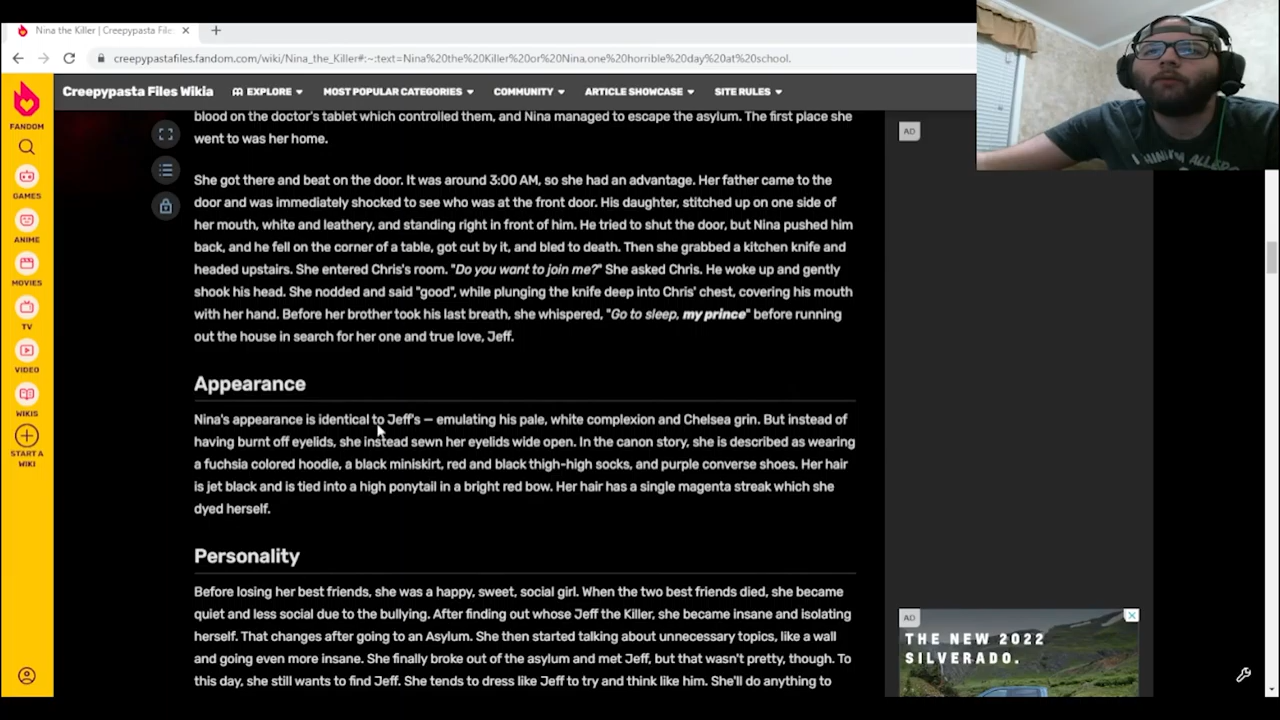 Nina the Killer | Creepypasta File
creepypastafiles.fandom.com/wiki/Nina_the_Killer#:~:text=Nina%20the%20Killer%20or%20Nina,one%20horrible%20day%20at%20school.
FANDOM
GAMES
ANIME
MOVIES
TV
VIDEO
WIKIS
START A
WIKI
Creepypasta Files Wikia
EXPLORE
MOST POPULAR CATEGORIES
COMMUNITY
ARTICLE SHOWCASE
SITE RULES
blood on the doctor's tablet which controlled them, and Nina managed to escape the asylum. The first place she
went to was her home.
She got there and beat on the door. It was around 3:00 AM, so she had an advantage. Her father came to the
door and was immediately shocked to see who was at the front door. His daughter, stitched up on one side of
her mouth, white and leathery, and standing right in front of him. He tried to shut the door, but Nina pushed him
back, and he fell on the corner of a table, got cut by it, and bled to death. Then she grabbed a kitchen knife and
headed upstairs. She entered Chris's room. "Do you want to join me?" She asked Chris. He woke up and gently
shook his head. She nodded and said "good", while plunging the knife deep into Chris' chest, covering his mouth
with her hand. Before her brother took his last breath, she whispered, "Go to sleep, my prince" before running
out the house in search for her one and true love, Jeff.
Appearance
Nina's appearance is identical to Jeff's — emulating his pale, white complexion and Chelsea grin. But instead of
having burnt off eyelids, she instead sewn her eyelids wide open. In the canon story, she is described as wearing
a fuchsia colored hoodie, a black miniskirt, red and black thigh-high socks, and purple converse shoes. Her hair
is jet black and is tied into a high ponytail in a bright red bow. Her hair has a single magenta streak which she
dyed herself.
Personality
Before losing her best friends, she was a happy, sweet, social girl. When the two best friends died, she became
quiet and less social due to the bullying. After finding out whose Jeff the Killer, she became insane and isolating
herself. That changes after going to an Asylum. She then started talking about unnecessary topics, like a wall
and going even more insane. She finally broke out of the asylum and met Jeff, but that wasn't pretty, though. To
this day, she still wants to find Jeff. She tends to dress like Jeff to try and think like him. She'll do anything to
AD
AD
THE NEW 2022
SILVERADO.